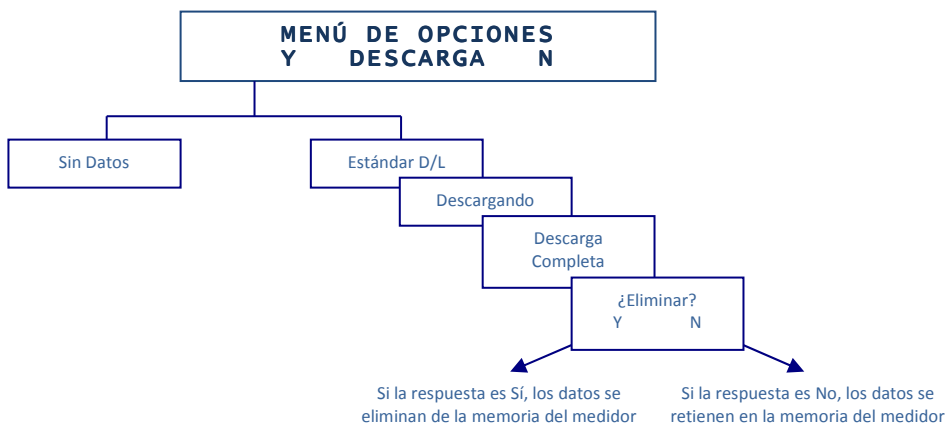 MENÚ DE OPCIONES
Y DESCARGA N
Sin Datos
Estándar D/L
Descargando
Descarga
Completa
¿Eliminar?
Y N
Si la respuesta es Sí, los datos se
eliminan de la memoria del medidor
Si la respuesta es No, los datos se
retienen en la memoria del medidor